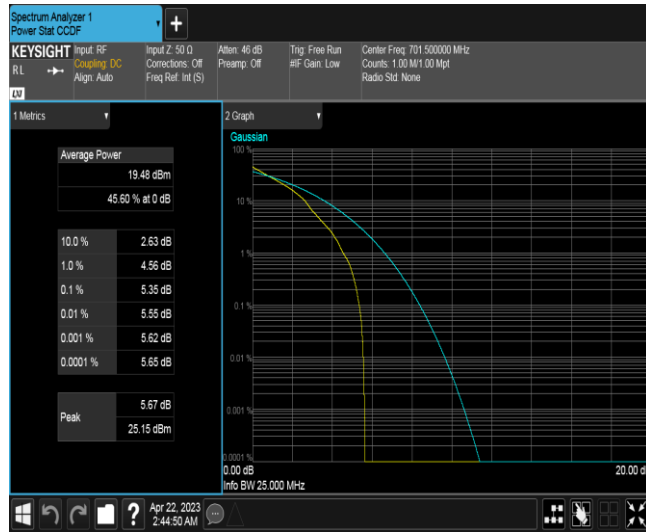 Spectrum Analyzer 1
Power Stat CCDF
+
KEYSIGHT
RL
LXI
Input: RF
Coupling: DC
Align: Auto
Input Z: 50 Ω
Corrections: Off
Freq Ref: Int (S)
Atten: 46 dB
Preamp: Off
Trig: Free Run
#IF Gain: Low
Center Freq: 701.500000 MHz
Counts: 1.00 M/1.00 Mpt
Radio Std: None
1 Metrics
Average Power
19.48 dBm
45.60 % at 0 dB
10.0 % 2.63 dB
1.0 % 4.56 dB
0.1 % 5.35 dB
0.01 % 5.55 dB
0.001 % 5.62 dB
0.0001 % 5.65 dB
Peak
5.67 dB
25.15 dBm
2 Graph
Gaussian
100 %
10 %
1 %
0.1 %
0.01 %
0.001 %
0.0001 %
0.00 dB
20.00 d
Info BW 25.000 MHz
?
Apr 22, 2023
2:44:50 AM